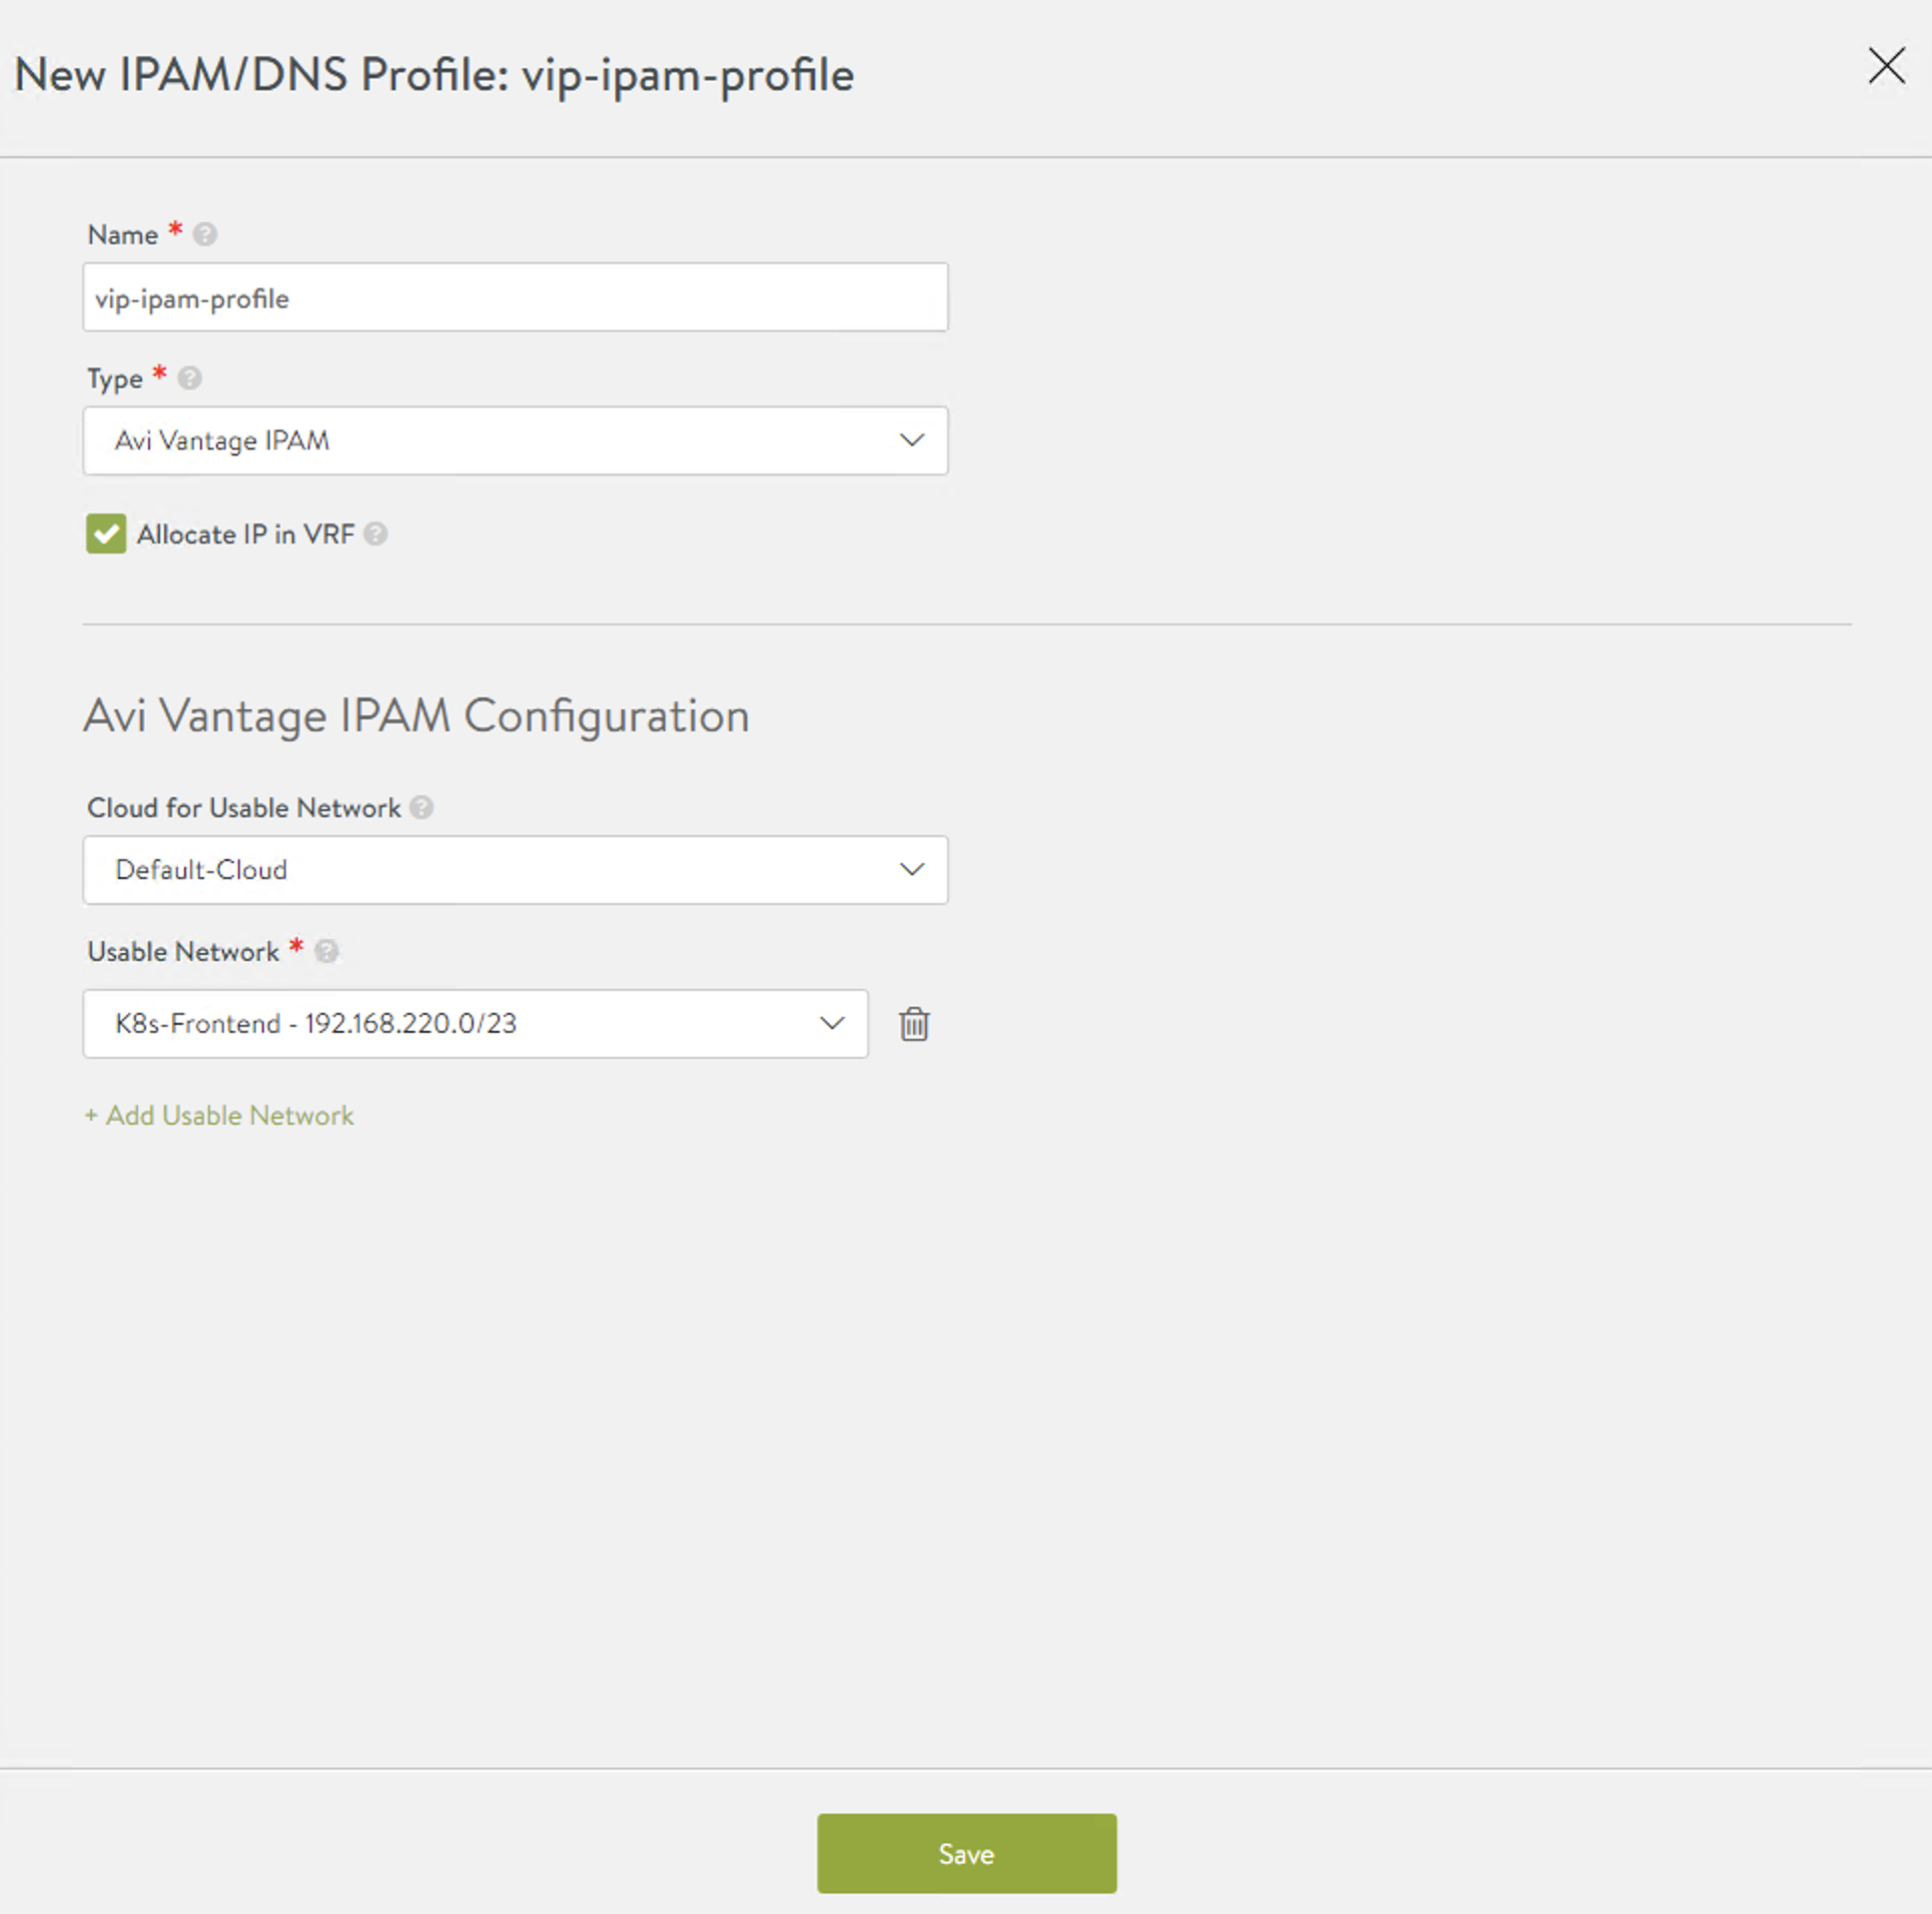 New IPAM/DNS Profile: vip-ipam-profile
Name * ?
vip-ipam-profile
Type * ?
Avi Vantage IPAM
Allocate IP in VRF ?
Avi Vantage IPAM Configuration
Cloud for Usable Network ?
Default-Cloud
Usable Network * ?
K8s-Frontend - 192.168.220.0/23
+ Add Usable Network
Save